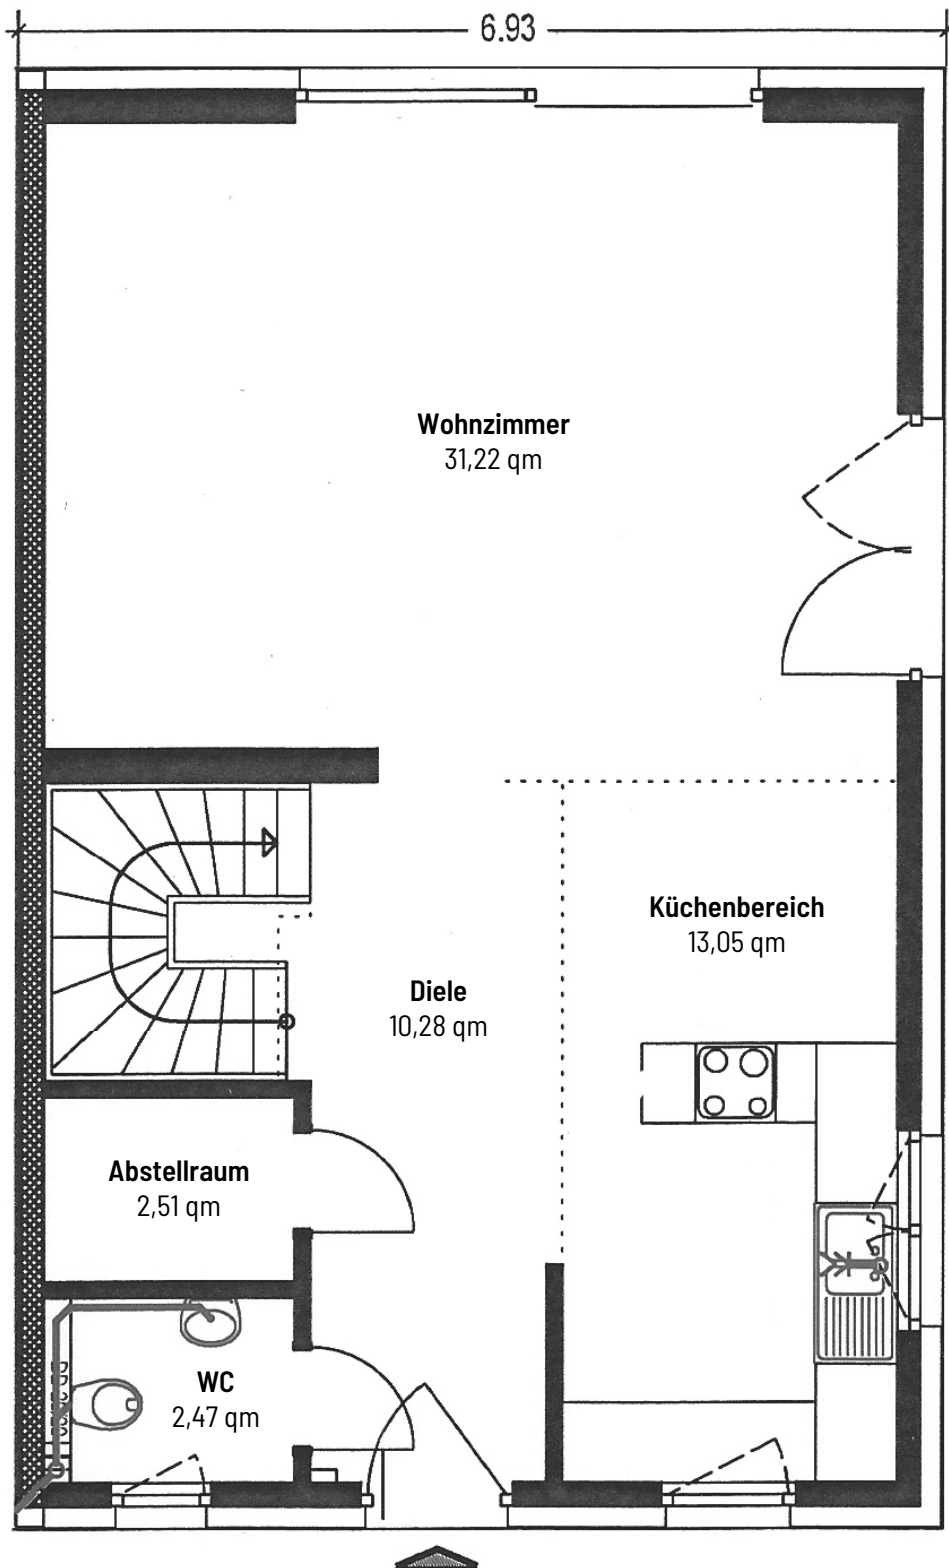 6.93
Wohnzimmer
31,22 qm
Küchenbereich
13,05 qm
Diele
10,28 qm
Abstellraum
2,51 qm
WC
2,47 qm